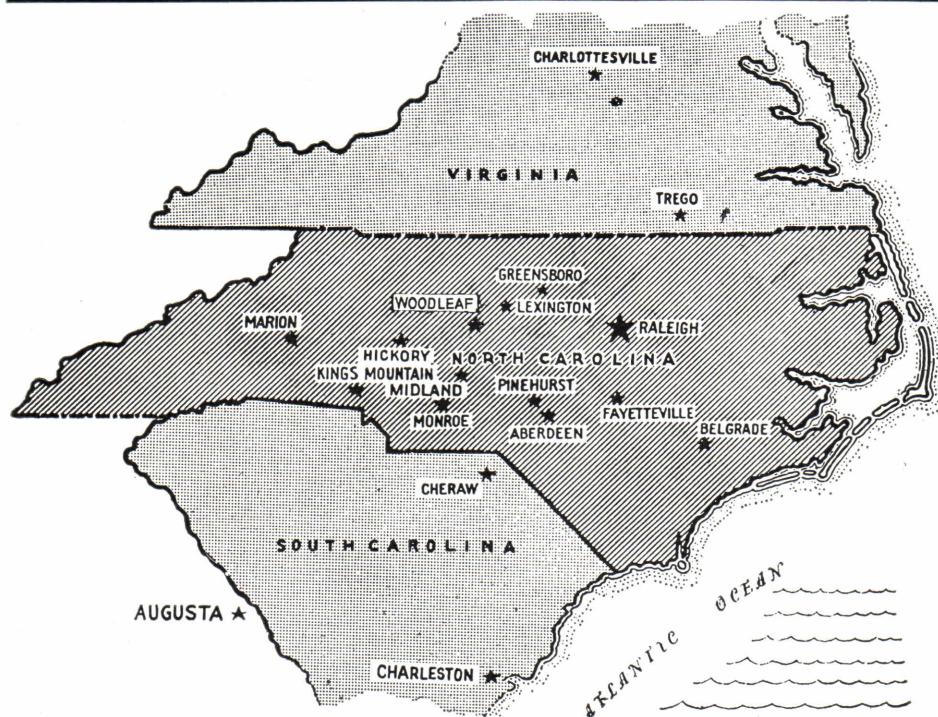 CHARLOTTESVILLE
VIRGINIA
TREGO
GREENSBORO
WOODLEAF
LEXINGTON
MARION
RALEIGH
HICKORY
NORTH CAROLINA
KINGS MOUNTAIN
MIDLAND
PINEHURST
MONROE
FAYETTEVILLE
ABERDEEN
BELGRADE
CHERAW
SOUTH CAROLINA
ATLANTIC OCEAN
AUGUSTA
CHARLESTON